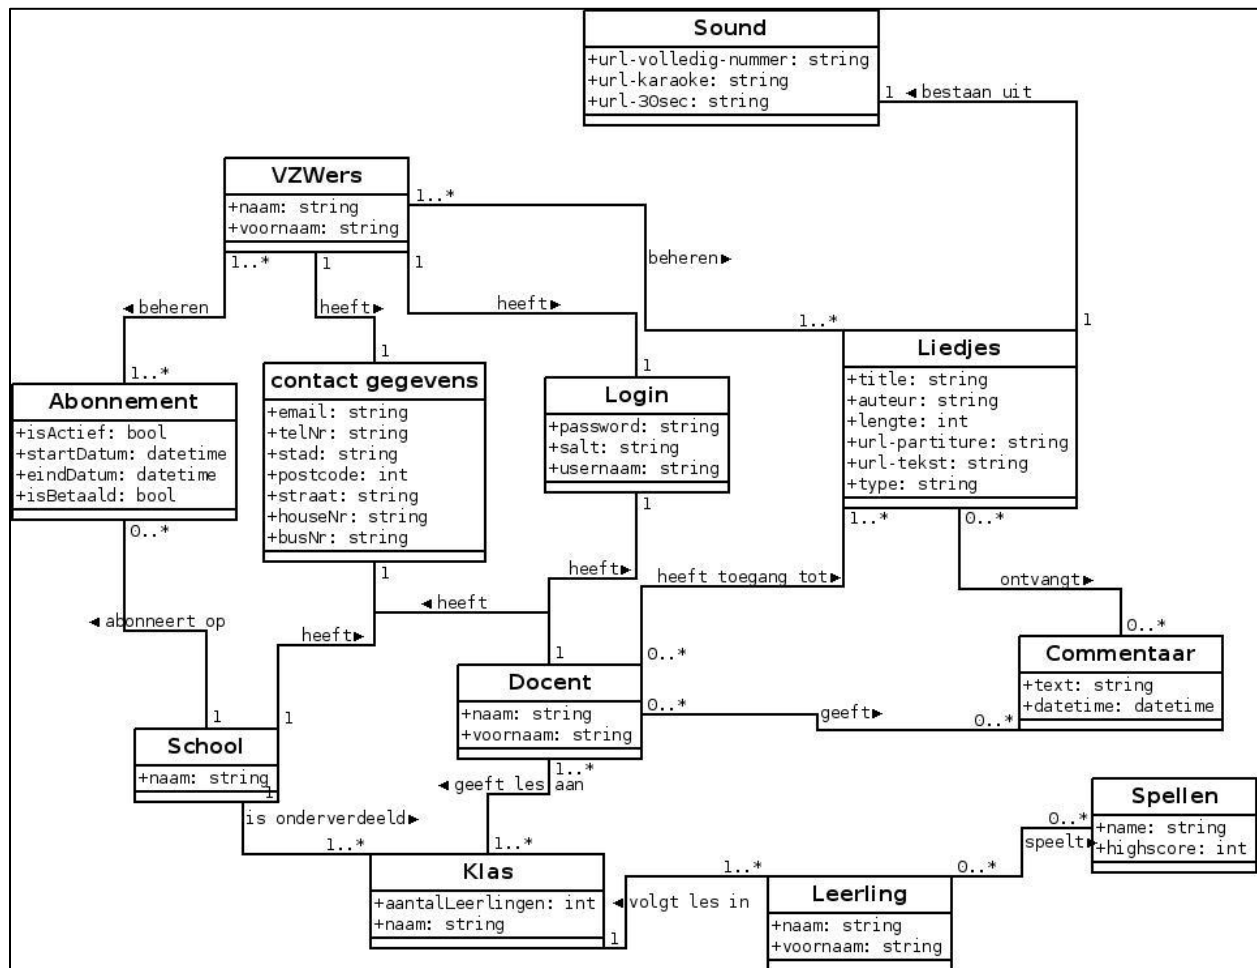 Sound
+url-volledig-nummer: string
+url-karaoke: string
+url-30sec: string
1 ◄ bestaan uit
VZWers
+naam: string
+voornaam: string
1..*
1..*
1
1
beheren►
◄ beheren
heeft►
heeft►
1..*
1
1
1..*
1
Abonnement
+isActief: bool
+startDatum: datetime
+eindDatum: datetime
+isBetaald: bool
0..*
contact gegevens
+email: string
+telNr: string
+stad: string
+postcode: int
+straat: string
+houseNr: string
+busNr: string
1
Login
+password: string
+salt: string
+usernaam: string
1
Liedjes
+title: string
+auteur: string
+lengte: int
+url-partiture: string
+url-tekst: string
+type: string
1..*
0..*
heeft►
heeft toegang tot►
ontvangt►
◄ heeft
◄ abonneert op
heeft►
0..*
1
0..*
1
1
Commentaar
+text: string
+datetime: datetime
Docent
+naam: string
+voornaam: string
0..*
geeft►
0..*
1..*
School
+naam: string
1
◄ geeft les aan
is onderverdeeld►
1..*
1..*
Spellen
+name: string
+highscore: int
0..*
speelt►
Klas
+aantalLeerlingen: int
+naam: string
1
1..*
0..*
◄ volgt les in
Leerling
+naam: string
+voornaam: string